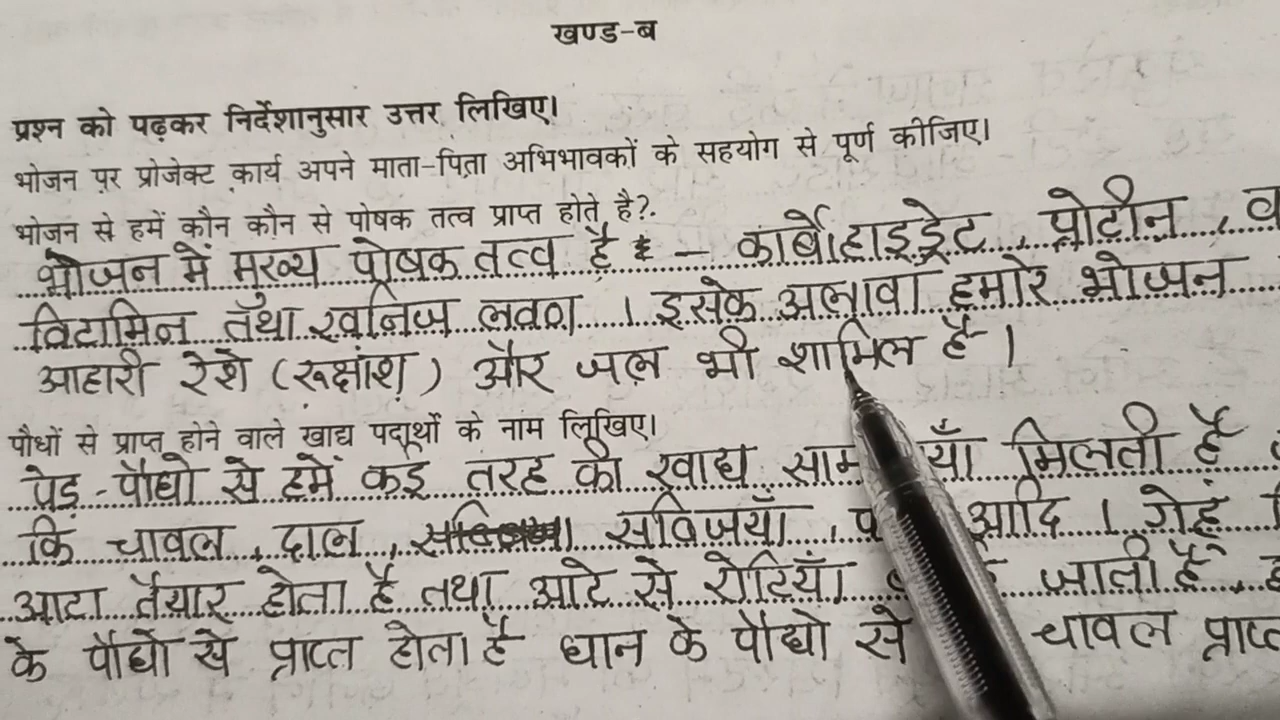 खण्ड-ब
प्रश्न को पढ़कर निर्देशानुसार उत्तर लिखिए।
भोजन पर प्रोजेक्ट कार्य अपने माता-पिता अभिभावकों के सहयोग से पूर्ण कीजिए।
भोजन से हमें कौन कौन से पोषक तत्व प्राप्त होते है?.
भोजन में मुख्य पोषक तत्व है - कार्बोहाइड्रेट, प्रोटीन,
विटामिन तथा खनिज लवण । इसके अलावा हमारे भोजन
आहारी रेशे (रूक्षांश) और जल भी शामिल है ।
पौधों से प्राप्त होने वाले खाद्य पदार्थो के नाम लिखिए।
पेड़ -पौधो से हमें कई तरह की खाद्य मिलती है
कि चावल, दाल, सब्जियाँ, आदि । गेहूं
आटा तैयार होता है तथा आटे से रोटियाँ जाती है,
के पौधो से प्राप्त होता है धान के पौधो से चावल